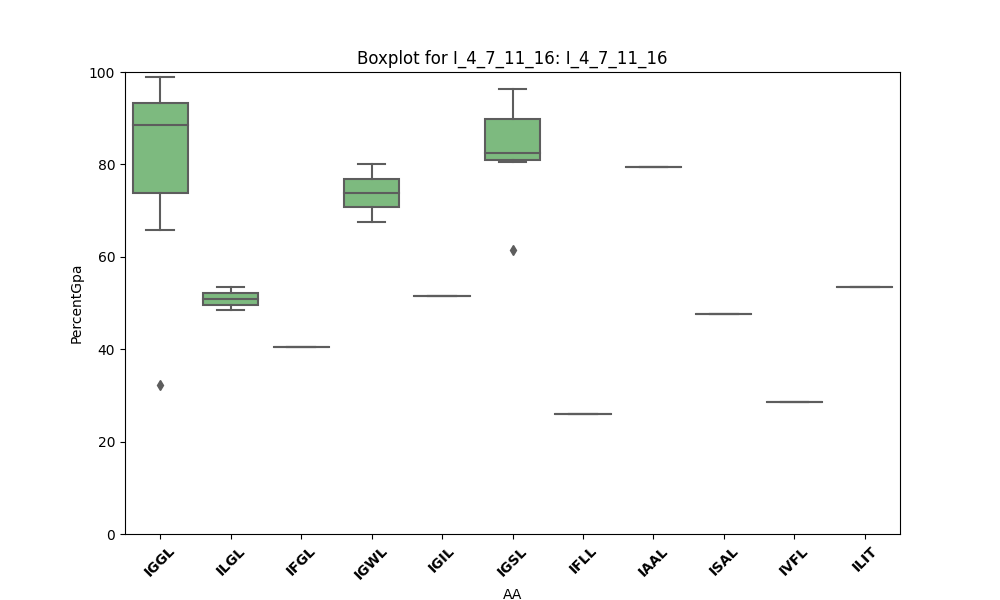 Boxplot for I_4_7_11_16: I_4_7_11_16
100
80
60
40
20
0
PercentGpa
IGGL
ILGL
IFGL
IGWL
IGIL
IGSL
IFLL
IAAL
ISAL
IVFL
ILIT
AA